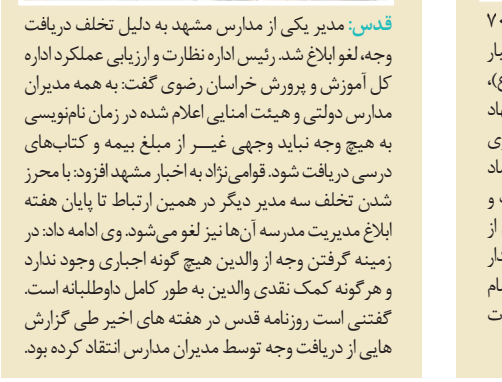 قدس: مدیر یکی از مدارس مشهد به دلیل تخلف دریافت
وجه، لغو ابلاغ شد. رئیس اداره نظارت و ارزیابی عملکرد اداره
کل آموزش و پرورش خراسان رضوی گفت: به همه مدیران
مدارس دولتی و هیئت امنایی اعلام شده در زمان نام‌نویسی
به هیچ وجه نباید وجهی غیـر از مبلغ بیمه و کتاب‌های
درسی دریافت شود. قوامی‌نژاد به اخبار مشهد افزود: با محرز
شدن تخلف سه مدیر دیگر در همین ارتباط تا پایان هفته
ابلاغ مدیریت مدرسه آن‌ها نیز لغو می‌شود. وی ادامه داد: در
زمینه گرفتن وجه از والدین هیچ گونه اجباری وجود ندارد
و هرگونه کمک نقدی والدین به طور کامل داوطلبانه است.
گفتنی است روزنامه قدس در هفته های اخیر طی گزارش
هایی از دریافت وجه توسط مدیران مدارس انتقاد کرده بود.